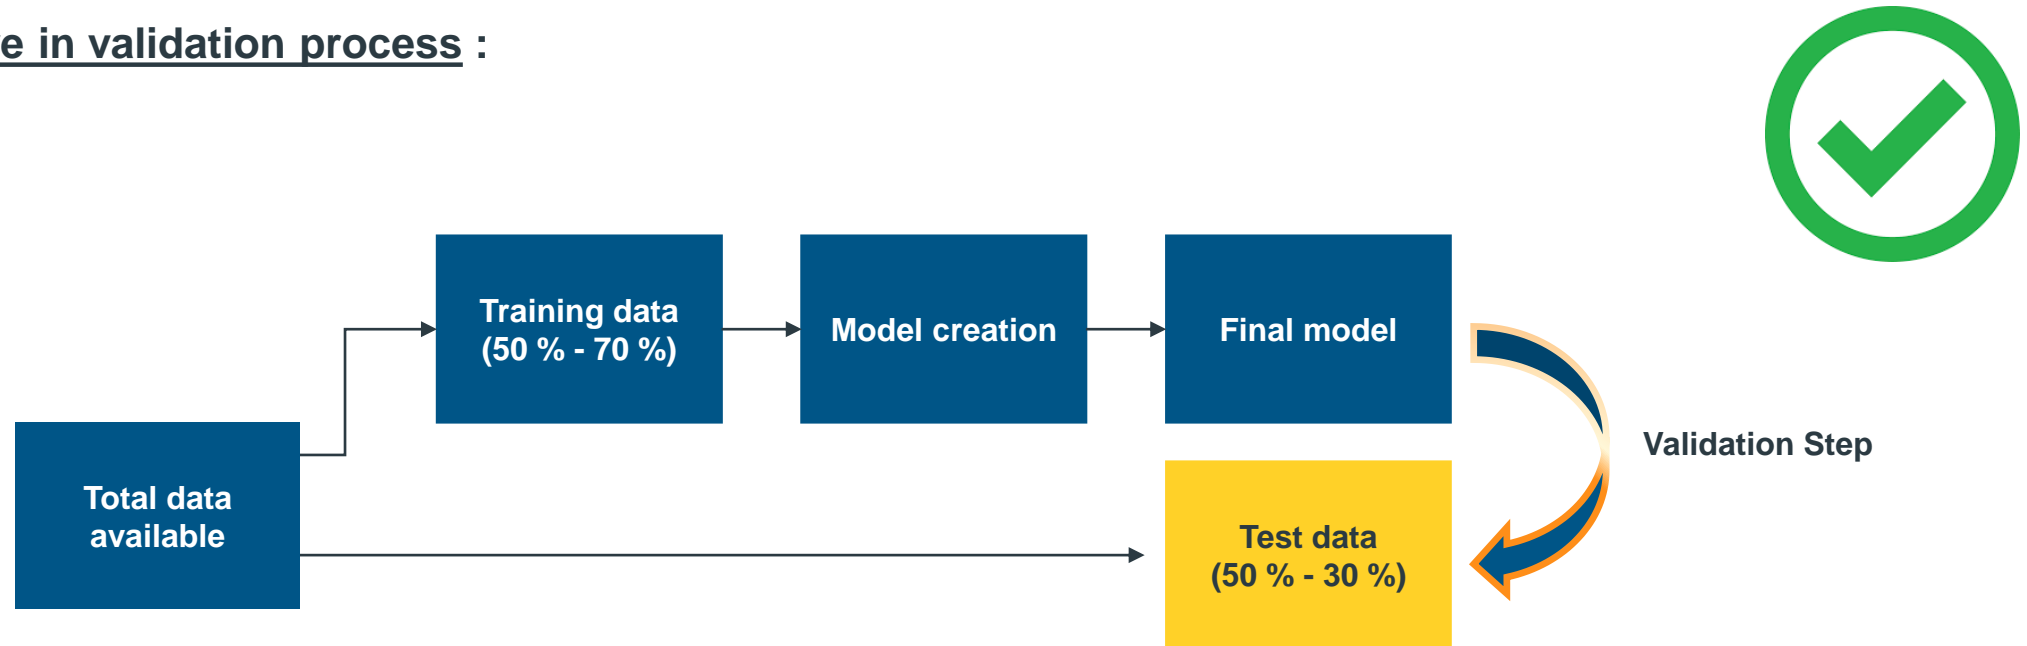 in validation process :
Training data
(50 % - 70 %)
Model creation
Final model
Validation Step
Total data
available
Test data
(50 % - 30 %)